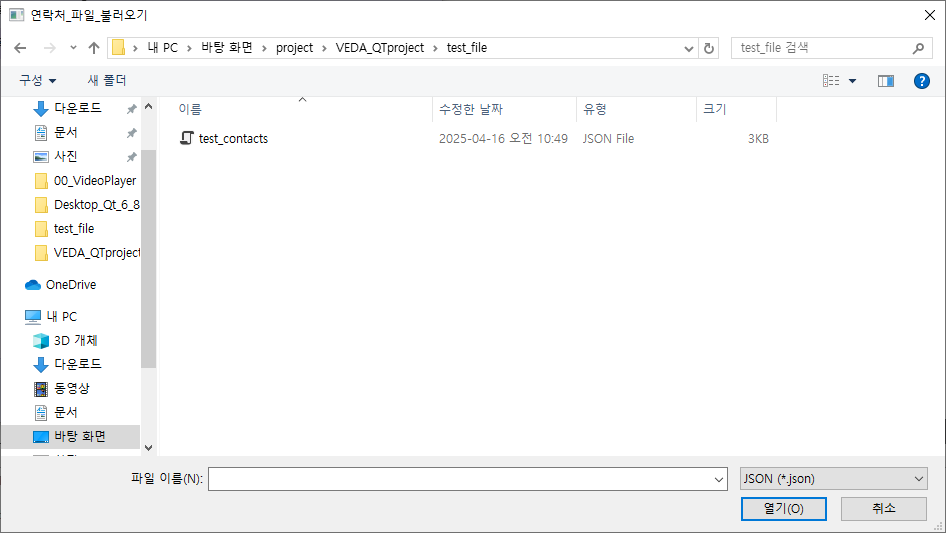 연락처_파일_불러오기
내 PC > 바탕 화면 > project > VEDA_QTproject > test_file
test_file 검색
구성
새 폴더
다운로드
문서
사진
00_VideoPlayer
Desktop_Qt_6_8
test_file
VEDA_QTproject
OneDrive
내 PC
3D 개체
다운로드
동영상
문서
바탕 화면
이름 수정한 날짜 유형 크기
test_contacts 2025-04-16 오전 10:49 JSON File 3KB
파일 이름(N):
JSON (*.json)
열기(O) 취소